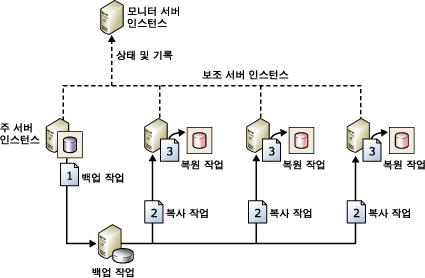 모니터 서버
인스턴스
상태 및 기록
보조 서버 인스턴스
주 서버
인스턴스
3
복원 작업
3
복원 작업
3
복원 작업
1
백업 작업
2
복사 작업
2
복사 작업
2
복사 작업
백업 작업